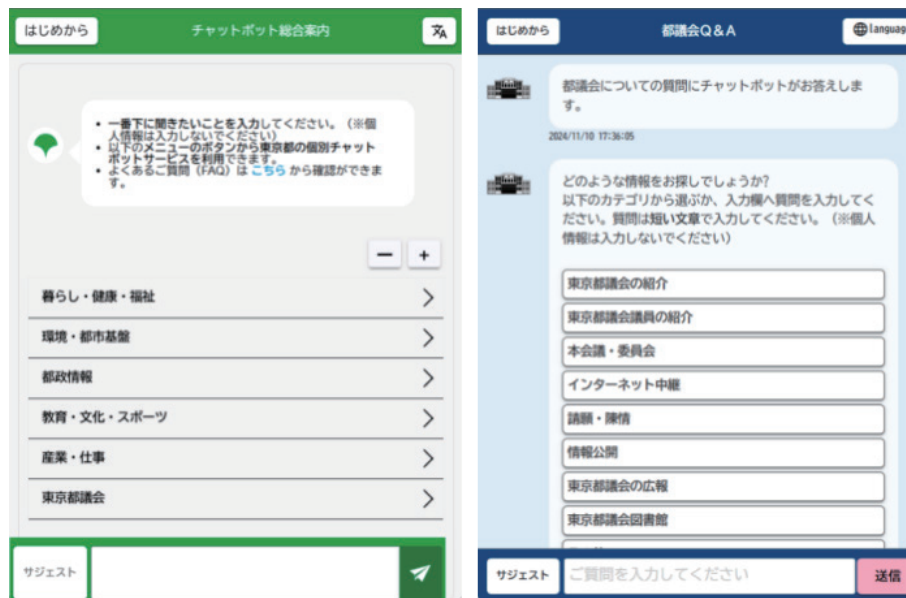 はじめから
チャットボット総合案内
・一番下に聞きたいことを入力してください。(※個
人情報は入力しないでください)
・以下のメニューのボタンから東京都の個別チャット
ボットサービスを利用できます。
・よくあるご質問(FAQ)は こちら から確認ができま
す。
− +
暮らし・健康・福祉
環境・都市基盤
都政情報
教育・文化・スポーツ
産業・仕事
東京都議会
サジェスト
はじめから
都議会Q&A
languag
都議会についての質問にチャットボットがお答えしま
す。
2024/11/10 17:36:05
どのような情報をお探しでしょうか?
以下のカテゴリから選ぶか、入力欄へ質問を入力してく
ださい。質問は短い文章で入力してください。(※個人
情報は入力しないでください)
東京都議会の紹介
東京都議会議員の紹介
本会議・委員会
インターネット中継
請願・陳情
情報公開
東京都議会の広報
東京都議会図書館
サジェスト
ご質問を入力してください
送信